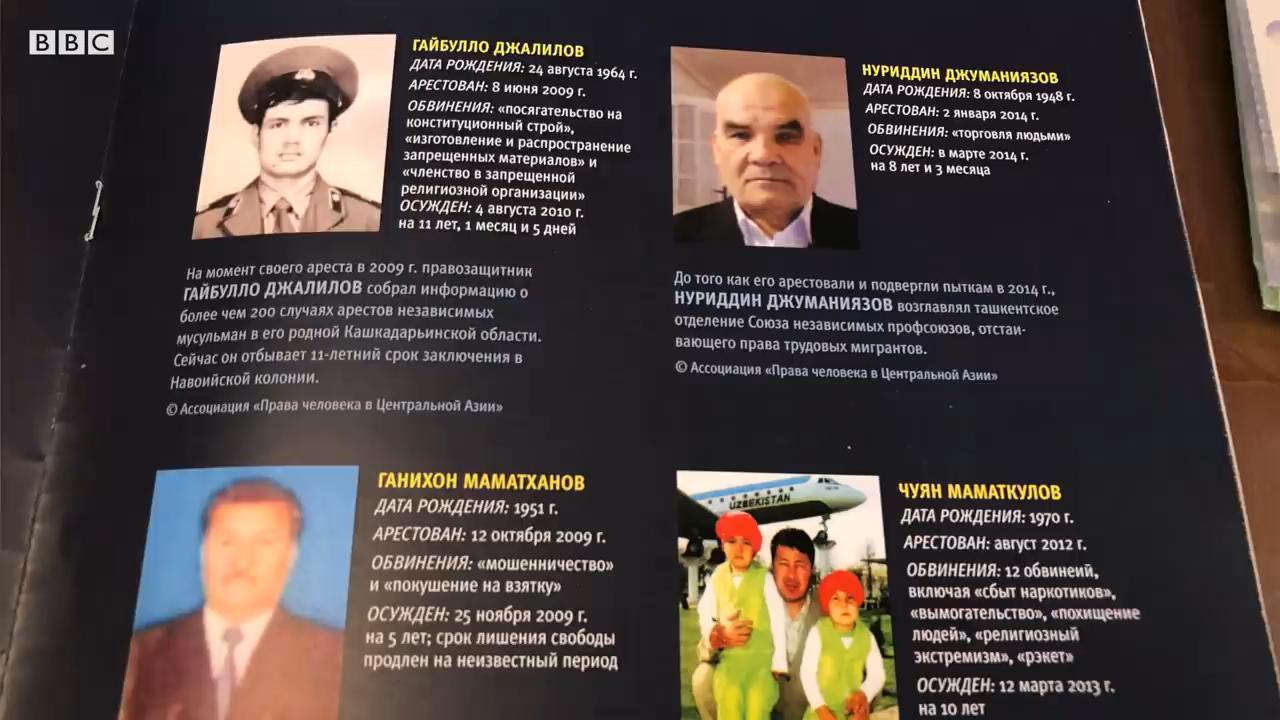 BBC
ГАЙБУЛЛО ДЖАЛИЛОВ
ДАТА РОЖДЕНИЯ: 24 августа 1964 г.
АРЕСТОВАН: 8 июня 2009 г.
ОБВИНЕНИЯ: «посягательство на
конституционный строй»,
«изготовление и распространение
запрещенных материалов» и
«членство в запрещенной
религиозной организации»
ОСУЖДЕН: 4 августа 2010 г.
на 11 лет, 1 месяц и 5 дней
На момент своего ареста в 2009 г. правозащитник
ГАЙБУЛЛО ДЖАЛИЛОВ собрал информацию о
более чем 200 случаях арестов независимых
мусульман в его родной Кашкадарьинской области.
Сейчас он отбывает 11-летний срок заключения в
Навоийской колонии.
© Ассоциация «Права человека в Центральной Азии»
НУРИДДИН ДЖУМАНИЯЗОВ
ДАТА РОЖДЕНИЯ: 8 октября 1948 г.
АРЕСТОВАН: 2 января 2014 г.
ОБВИНЕНИЯ: «торговля людьми»
ОСУЖДЕН: в марте 2014 г.
на 8 лет и 3 месяца
До того как его арестовали и подвергли пыткам в 2014 г.,
НУРИДДИН ДЖУМАНИЯЗОВ возглавлял ташкентское
отделение Союза независимых профсоюзов, отстаи-
вающего права трудовых мигрантов.
© Ассоциация «Права человека в Центральной Азии»
ГАНИХОН МАМАТХАНОВ
ДАТА РОЖДЕНИЯ: 1951 г.
АРЕСТОВАН: 12 октября 2009 г.
ОБВИНЕНИЯ: «мошенничество»
и «покушение на взятку»
ОСУЖДЕН: 25 ноября 2009 г.
на 5 лет; срок лишения свободы
продлен на неизвестный период
UZBEKISTAN
ЧУЯН МАМАТКУЛОВ
ДАТА РОЖДЕНИЯ: 1970 г.
АРЕСТОВАН: август 2012 г.
ОБВИНЕНИЯ: 12 обвинеий,
включая «сбыт наркотиков»,
«вымогательство», «похищение
людей», «религиозный
экстремизм», «рэкет»
ОСУЖДЕН: 12 марта 2013 г.
на 10 лет